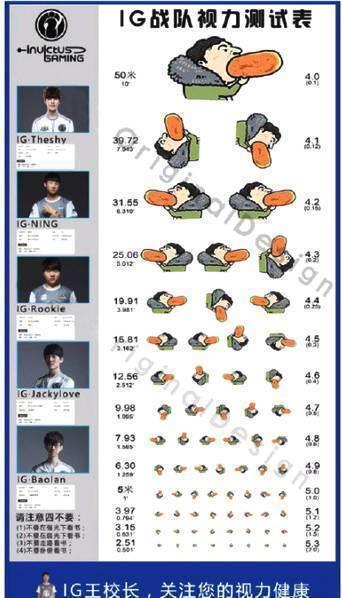 IG战队视力测试表
INVICTUS
GAMING
50米 4.0
10' (0.1)
IG·Theshy
39.72 4.1
7.943' (0.12)
31.55 4.2
6.310' (0.15)
IG·NING
25.06 4.3
5.012' (0.2)
19.91 4.4
3.981' (0.25)
IG·Rookie
15.81 4.5
3.162' (0.3)
12.56 4.6
2.512' (0.4)
IG·Jackylove
9.98 4.7
1.995' (0.5)
7.93 4.8
1.585' (0.6)
6.30 4.9
1.259' (0.8)
IG·Baolan
5米 5.0
1' (1.0)
请注意四不要:
3.97 5.1
0.794' (1.2)
(1)不要在强光下看书;
3.15 5.2
0.631' (1.5)
(2)不要在弱光下看书;
(3)不要走路看书;
2.51 5.3
0.501' (2.0)
(4)不要卧倒看书;
OriginalDesign
OriginalDesign
IG王校长，关注您的视力健康